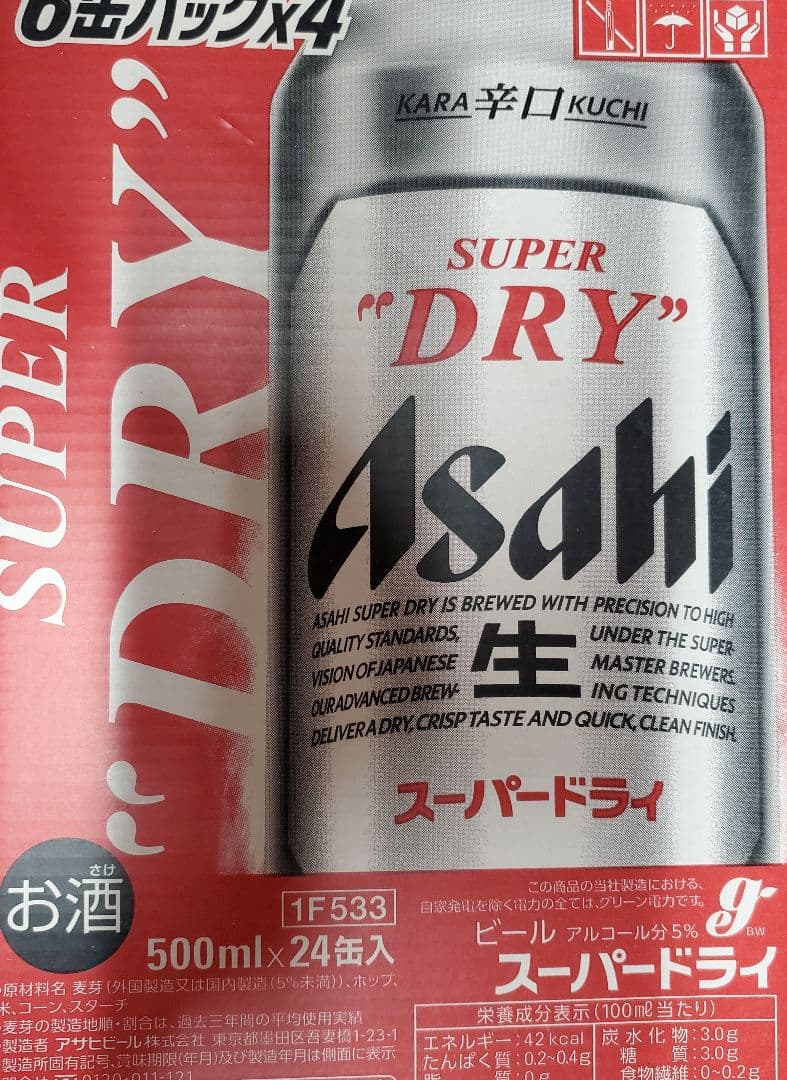 6缶パックx4
SUPER
"DRY"
KARA 辛口 KUCHI
SUPER
"DRY"
Asahi
ASAHI SUPER DRY IS BREWED WITH PRECISION TO HIGH
QUALITY STANDARDS, 生 UNDER THE SUPER-
VISION OF JAPANESE MASTER BREWERS.
OUR ADVANCED BREW- ING TECHNIQUES
DELIVER A DRY, CRISP TASTE AND QUICK, CLEAN FINISH.
スーパードライ
さけ
お酒
1F533
500ml×24缶入
この商品の当社製造における、
自家発電を除く電力の全ては、グリーン電力です。
g
BW
ビール アルコール分5%
スーパードライ
原材料名 麦芽(外国製造又は国内製造(5%未満))、ホップ、
米、コーン、スターチ
・麦芽の製造地順・割合は、過去三年間の平均使用実績
製造者 アサヒビール株式会社 東京都墨田区吾妻橋1-23-1
製造所固有記号、賞味期限(年月)及び製造年月は側面に表示
0120-011-121
栄養成分表示(100ml当たり)
エネルギー:42kcal 炭水化物:3.0g
たんぱく質:0.2~0.4g 糖質:3.0g
脂質:0g 食物繊維:0~0.2g